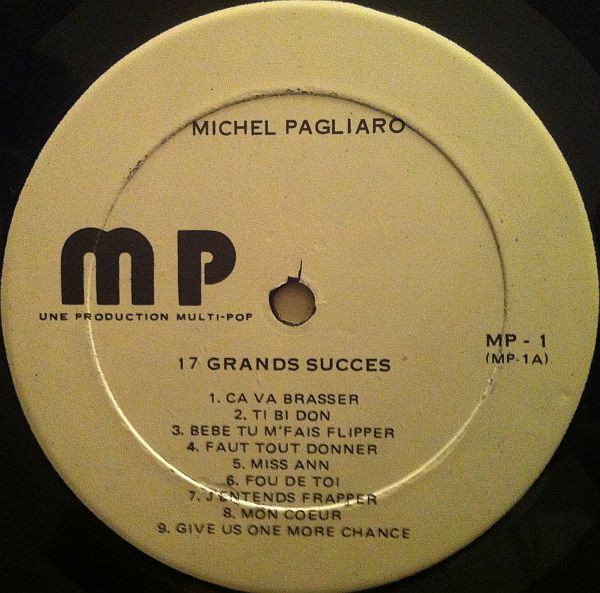 MICHEL PAGLIARO
MP
UNE PRODUCTION MULTI-POP
MP - 1
(MP-1A)
17 GRANDS SUCCES
1. CA VA BRASSER
2. TI BI DON
3. BEBE TU M'FAIS FLIPPER
4. FAUT TOUT DONNER
5. MISS ANN
6. FOU DE TOI
7. J'ENTENDS FRAPPER
8. MON COEUR
9. GIVE US ONE MORE CHANCE